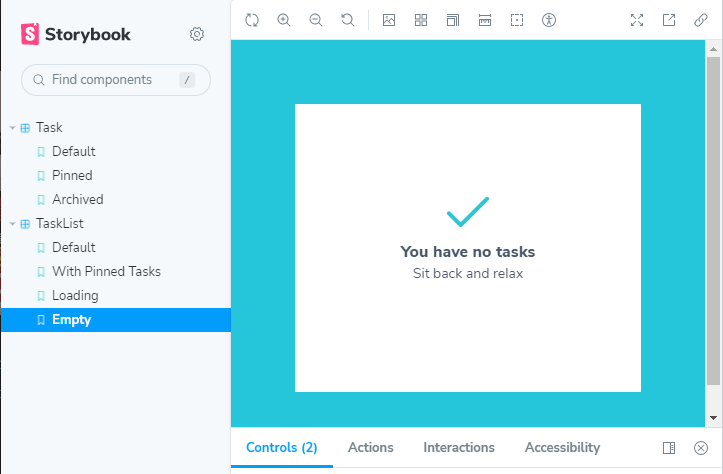 Storybook
Find components /
Task
Default
Pinned
Archived
TaskList
Default
With Pinned Tasks
Loading
Empty
You have no tasks
Sit back and relax
Controls (2) Actions Interactions Accessibility